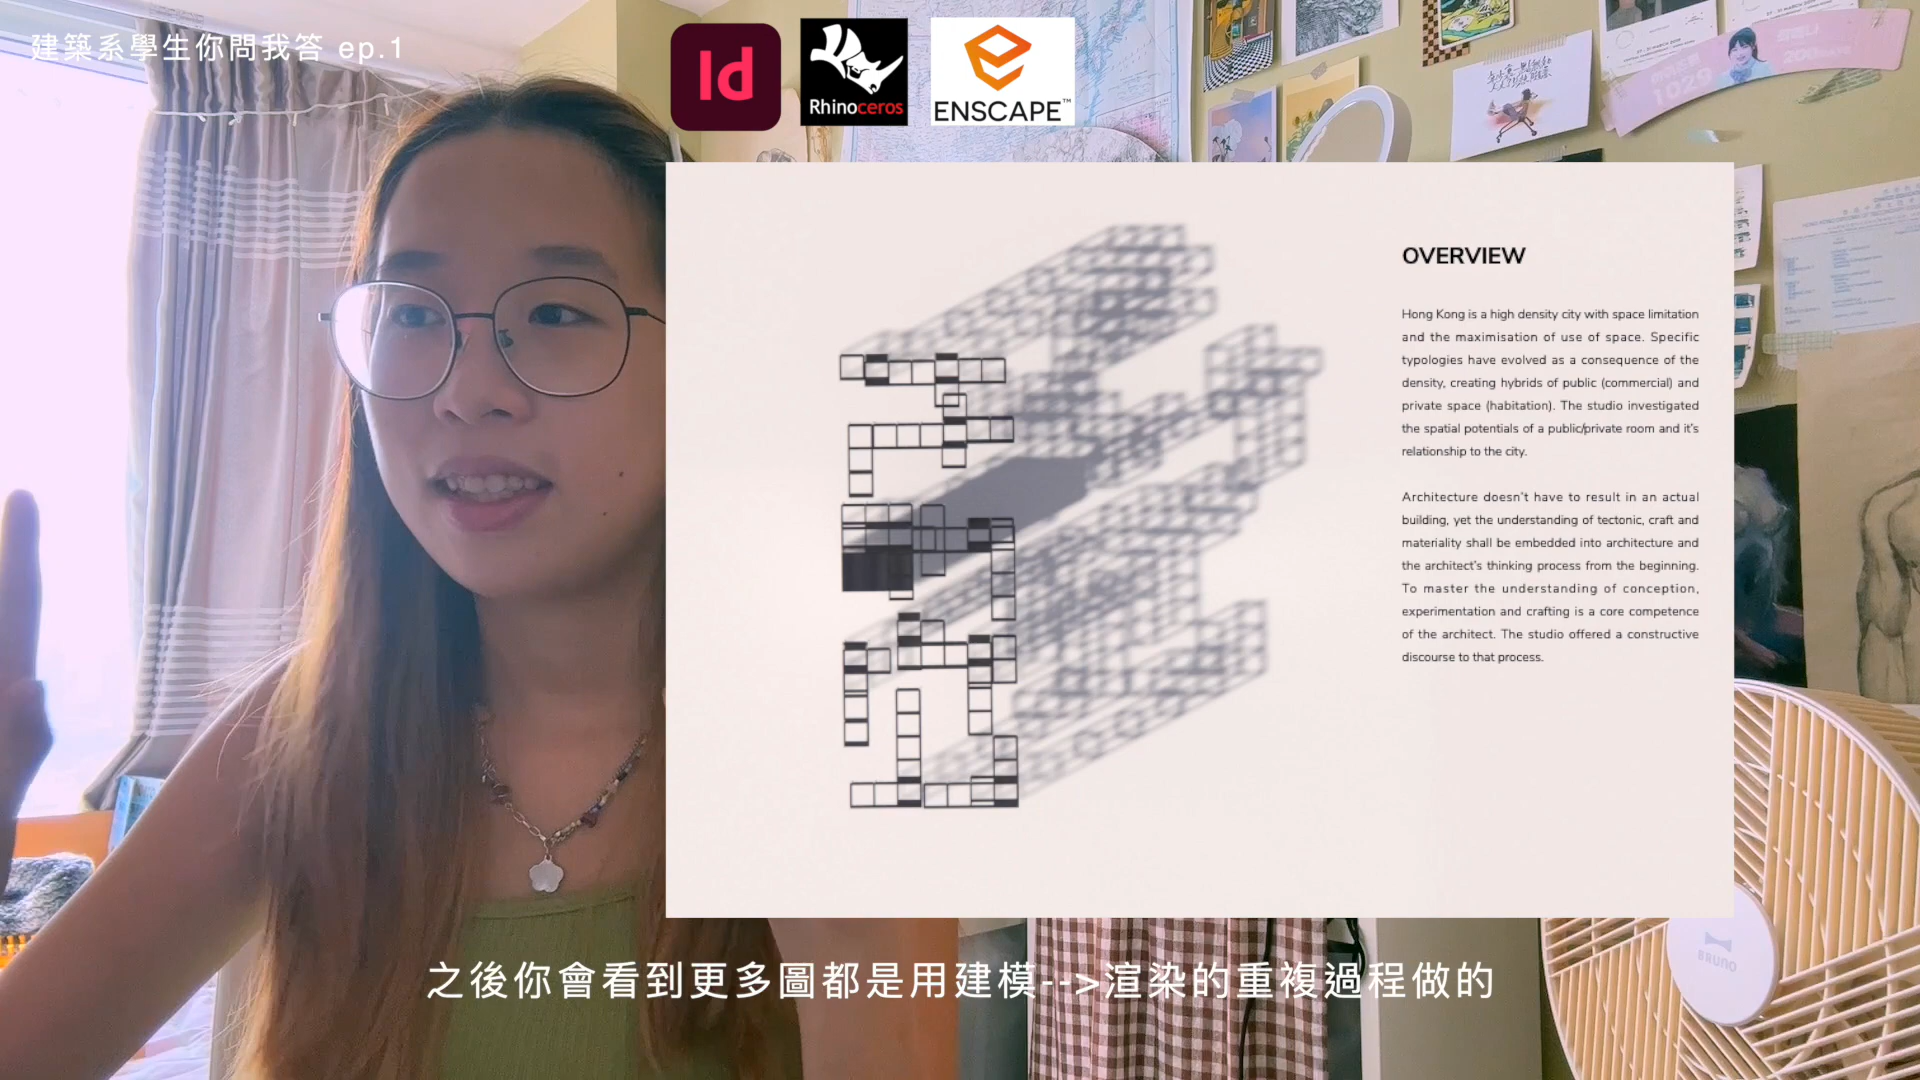 建築系學生你問我答 ep.1
Id
Rhinoceros
ENSCAPE™
OVERVIEW
Hong Kong is a high density city with space limitation
and the maximisation of use of space. Specific
typologies have evolved as a consequence of the
density, creating hybrids of public (commercial) and
private space (habitation). The studio investigated
the spatial potentials of a public/private room and it's
relationship to the city.
Architecture doesn't have to result in an actual
building, yet the understanding of tectonic, craft and
materiality shall be embedded into architecture and
the architect's thinking process from the beginning.
To master the understanding of conception,
experimentation and crafting is a core competence
of the architect. The studio offered a constructive
discourse to that process.
BRUNO
之後你會看到更多圖都是用建模-->渲染的重複過程做的